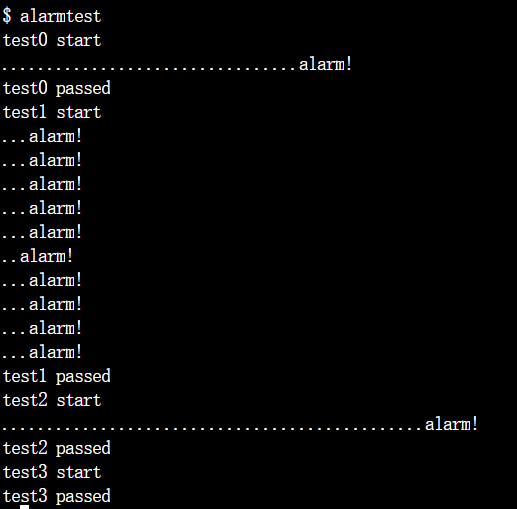 $ alarmtest
test0 start
.................................alarm!
test0 passed
test1 start
...alarm!
...alarm!
...alarm!
...alarm!
...alarm!
..alarm!
...alarm!
...alarm!
...alarm!
...alarm!
test1 passed
test2 start
...............................................alarm!
test2 passed
test3 start
test3 passed